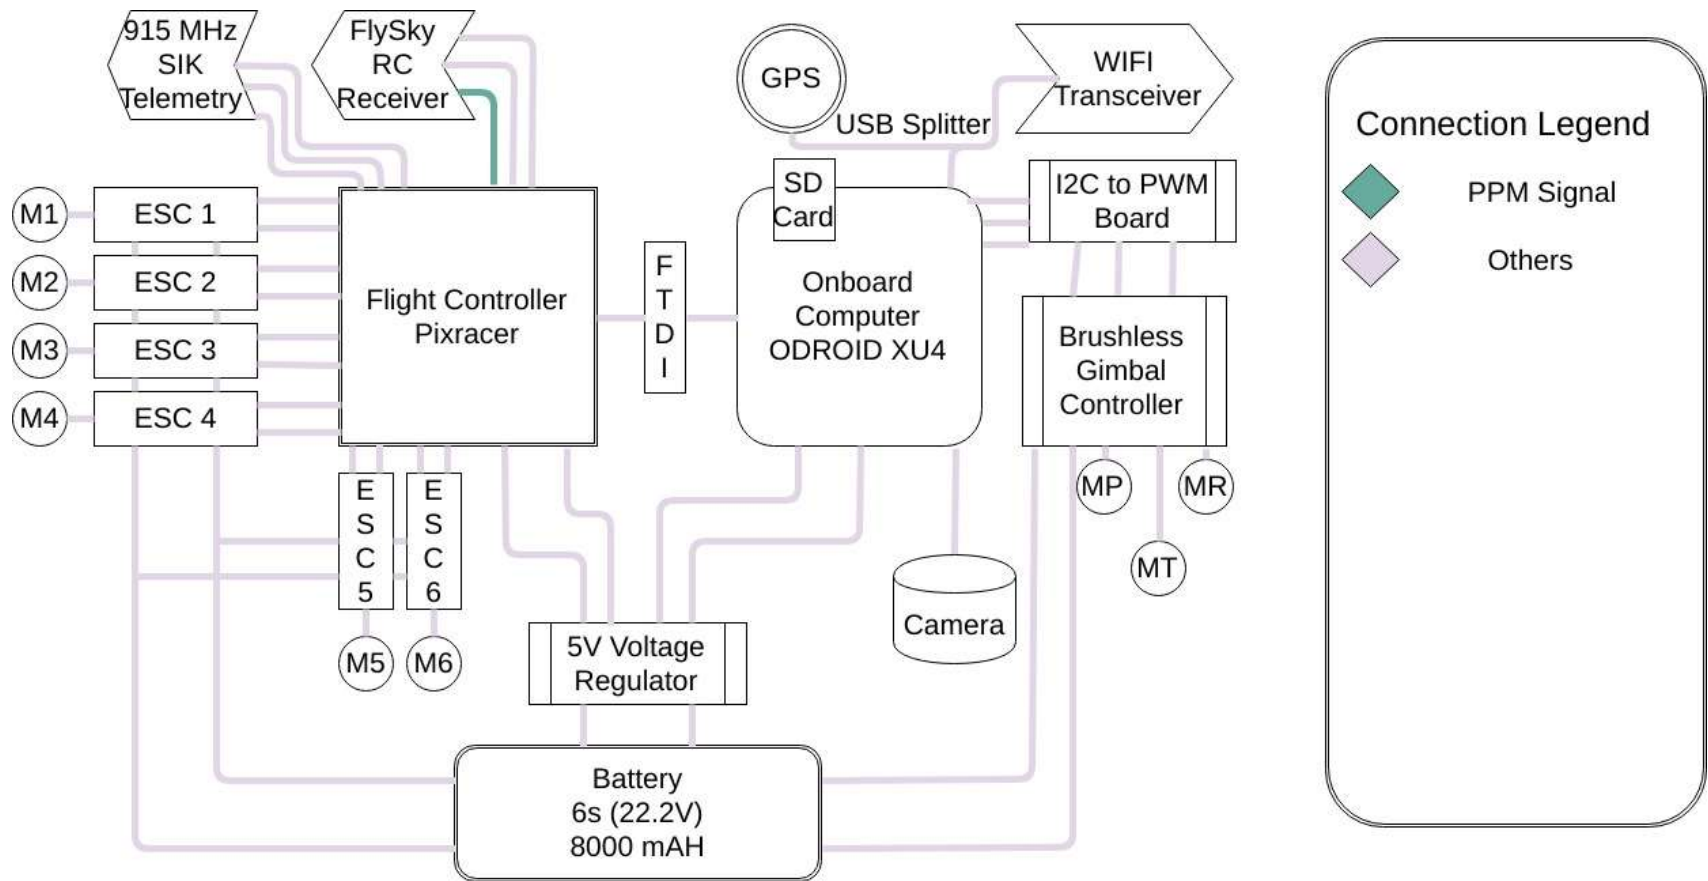 915 MHz
SIK
Telemetry
FlySky
RC
Receiver
GPS
USB Splitter
WIFI
Transceiver
Connection Legend
PPM Signal
Others
SD
Card
I2C to PWM
Board
M1
ESC 1
M2
ESC 2
M3
ESC 3
M4
ESC 4
Flight Controller
Pixracer
F
T
D
I
Onboard
Computer
ODROID XU4
Brushless
Gimbal
Controller
MP
MR
MT
E
S
C
5
E
S
C
6
M5
M6
5V Voltage
Regulator
Camera
Battery
6s (22.2V)
8000 mAH